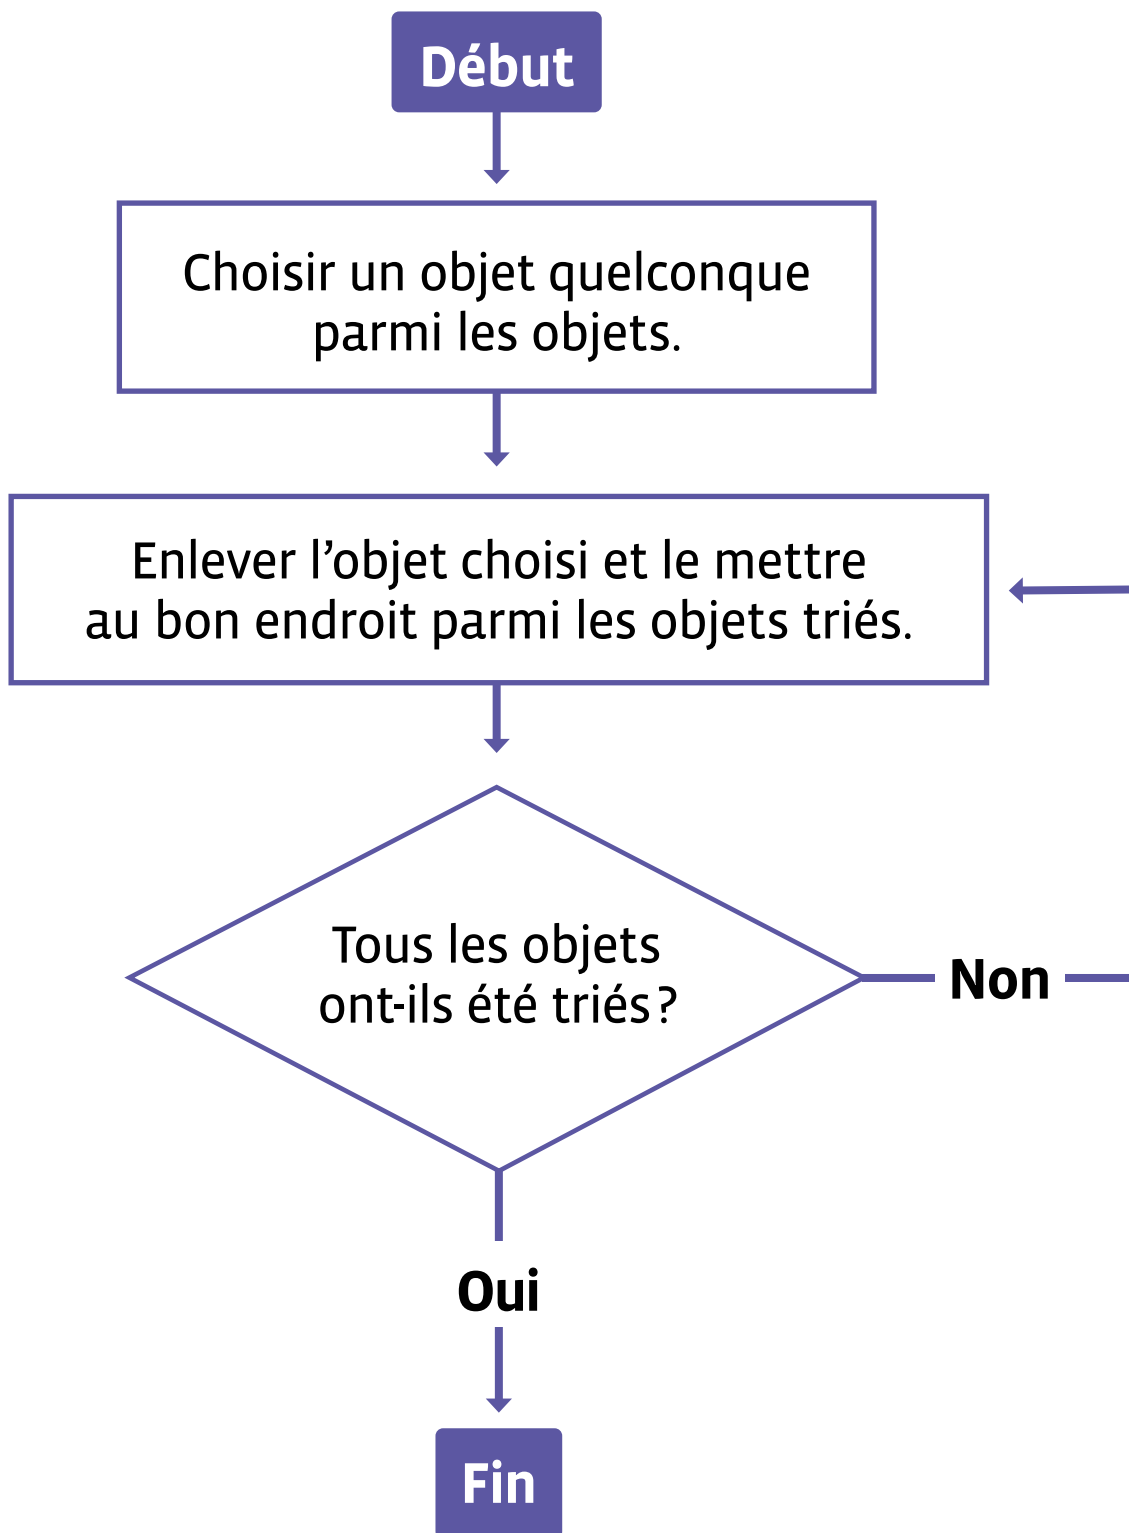 Début
Choisir un objet quelconque
parmi les objets.
Enlever l’objet choisi et le mettre
au bon endroit parmi les objets triés.
Tous les objets
ont-ils été triés ?
Non
Oui
Fin